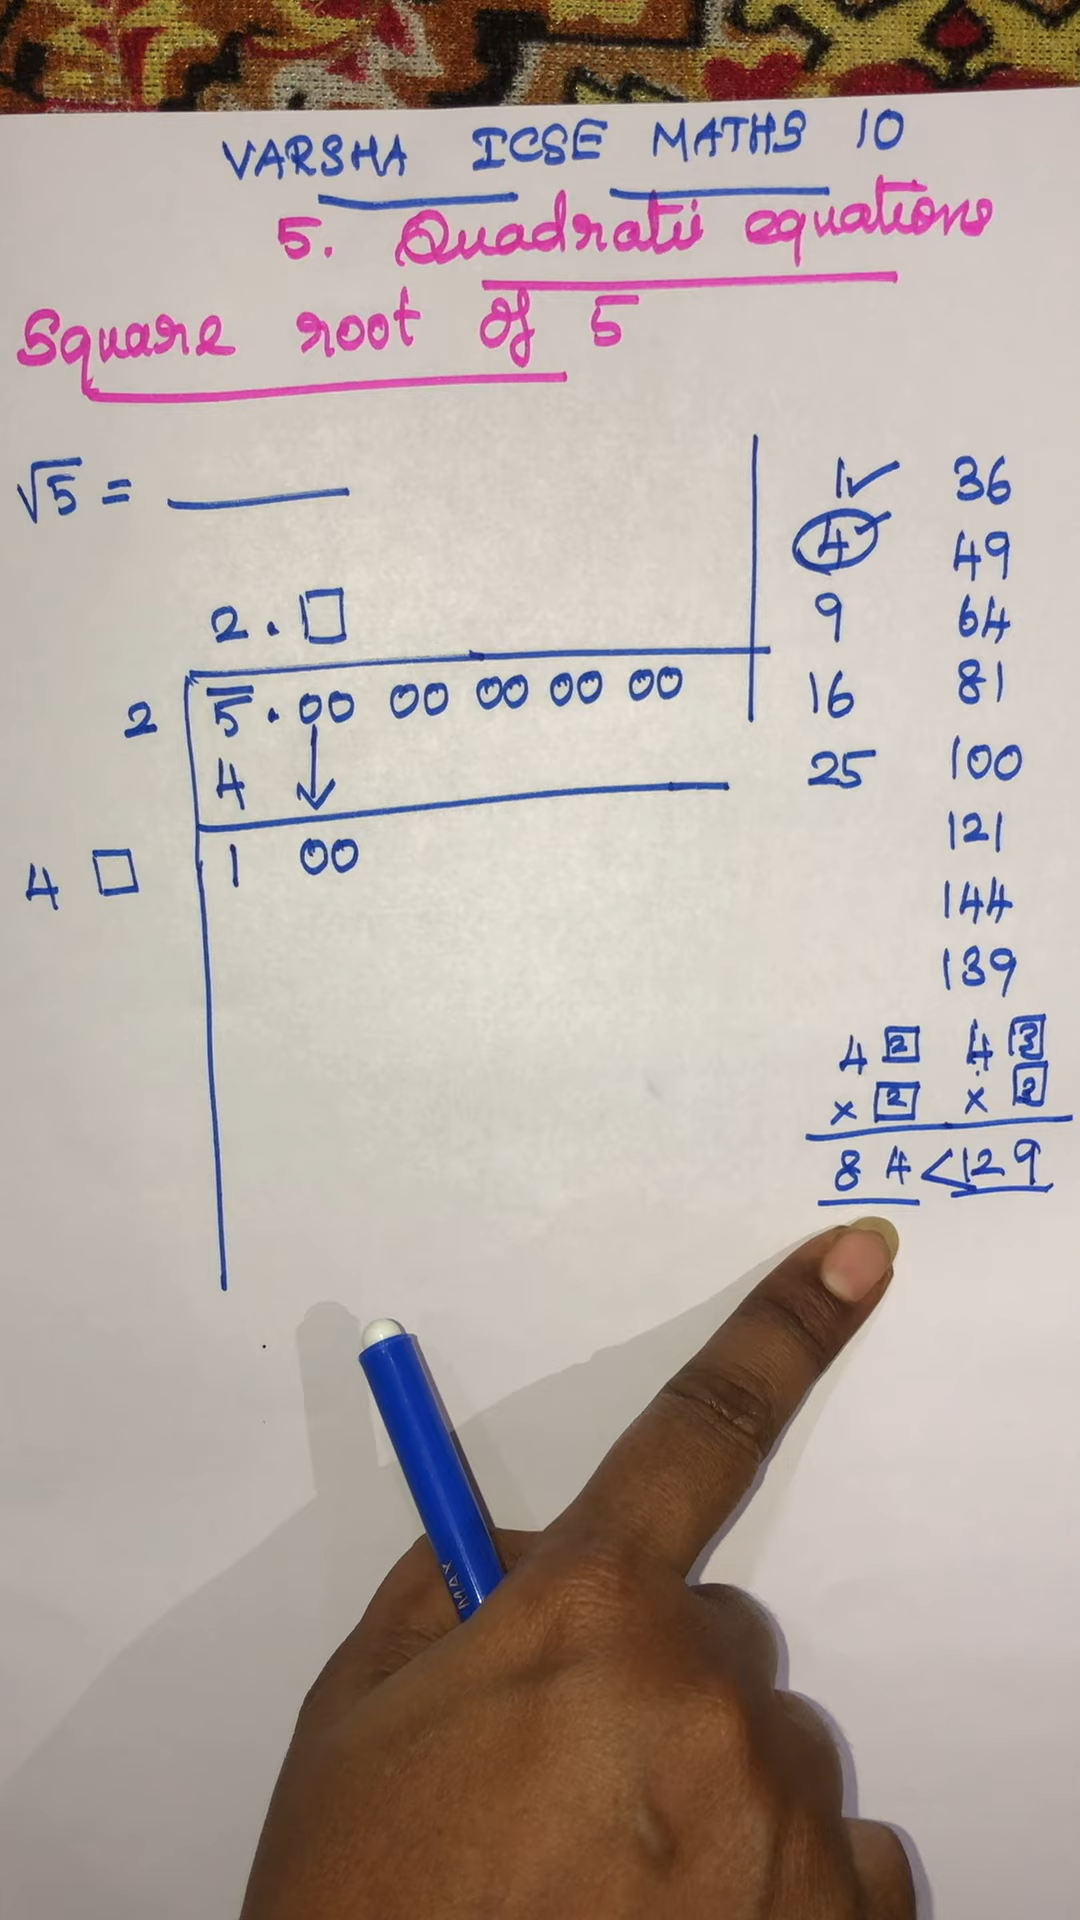 VARSHA ICSE MATHS 10
5. Quadratic equations
Square root of 5
√5 =
2. □
2 5.00 00 00 00 00
4
4 □ 1 00
1 36
4 49
9 64
16 81
25 100
121
144
139
4 2 4 3
x 2 x 3
84 < 129
MAX